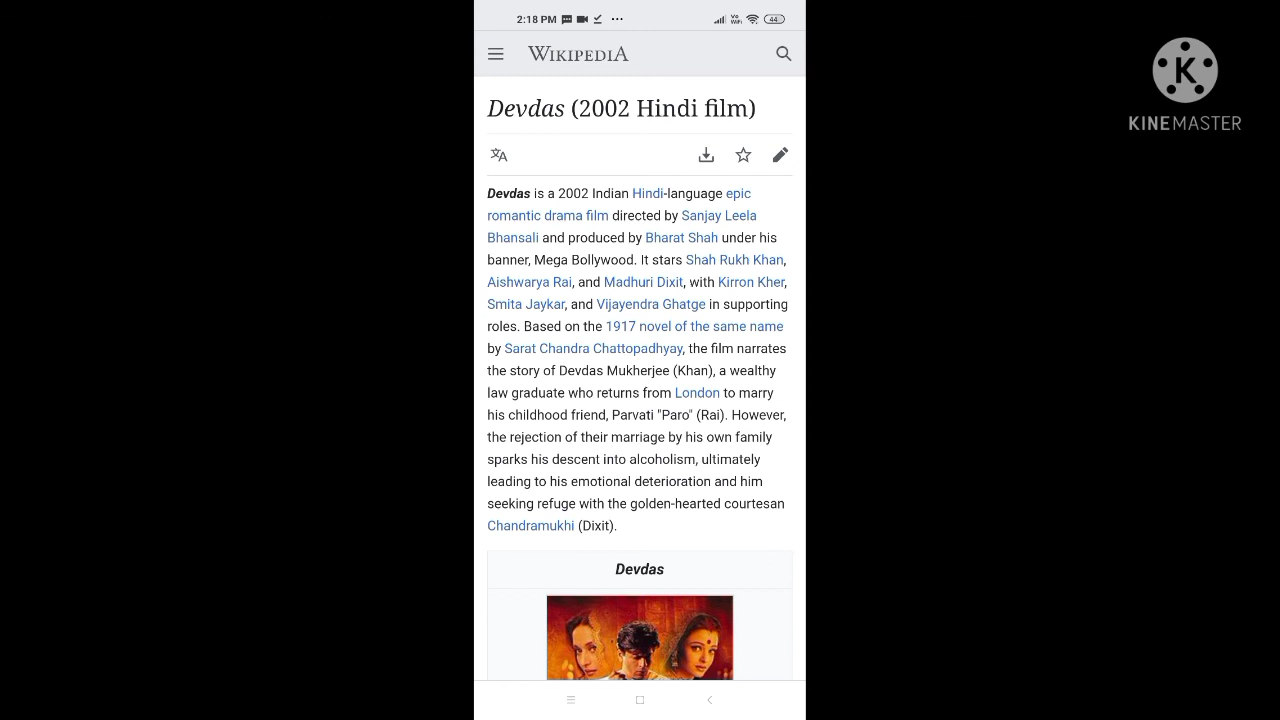 2:18 PM
Vo
WiFi
44
WIKIPEDIA
Devdas (2002 Hindi film)
Devdas is a 2002 Indian Hindi-language epic
romantic drama film directed by Sanjay Leela
Bhansali and produced by Bharat Shah under his
banner, Mega Bollywood. It stars Shah Rukh Khan,
Aishwarya Rai, and Madhuri Dixit, with Kirron Kher,
Smita Jaykar, and Vijayendra Ghatge in supporting
roles. Based on the 1917 novel of the same name
by Sarat Chandra Chattopadhyay, the film narrates
the story of Devdas Mukherjee (Khan), a wealthy
law graduate who returns from London to marry
his childhood friend, Parvati "Paro" (Rai). However,
the rejection of their marriage by his own family
sparks his descent into alcoholism, ultimately
leading to his emotional deterioration and him
seeking refuge with the golden-hearted courtesan
Chandramukhi (Dixit).
Devdas
K
KINEMASTER